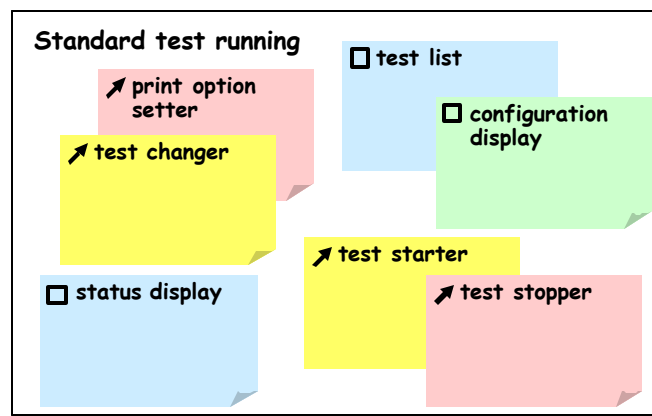 Standard test running
print option
setter
test changer
test list
configuration
display
test starter
status display
test stopper